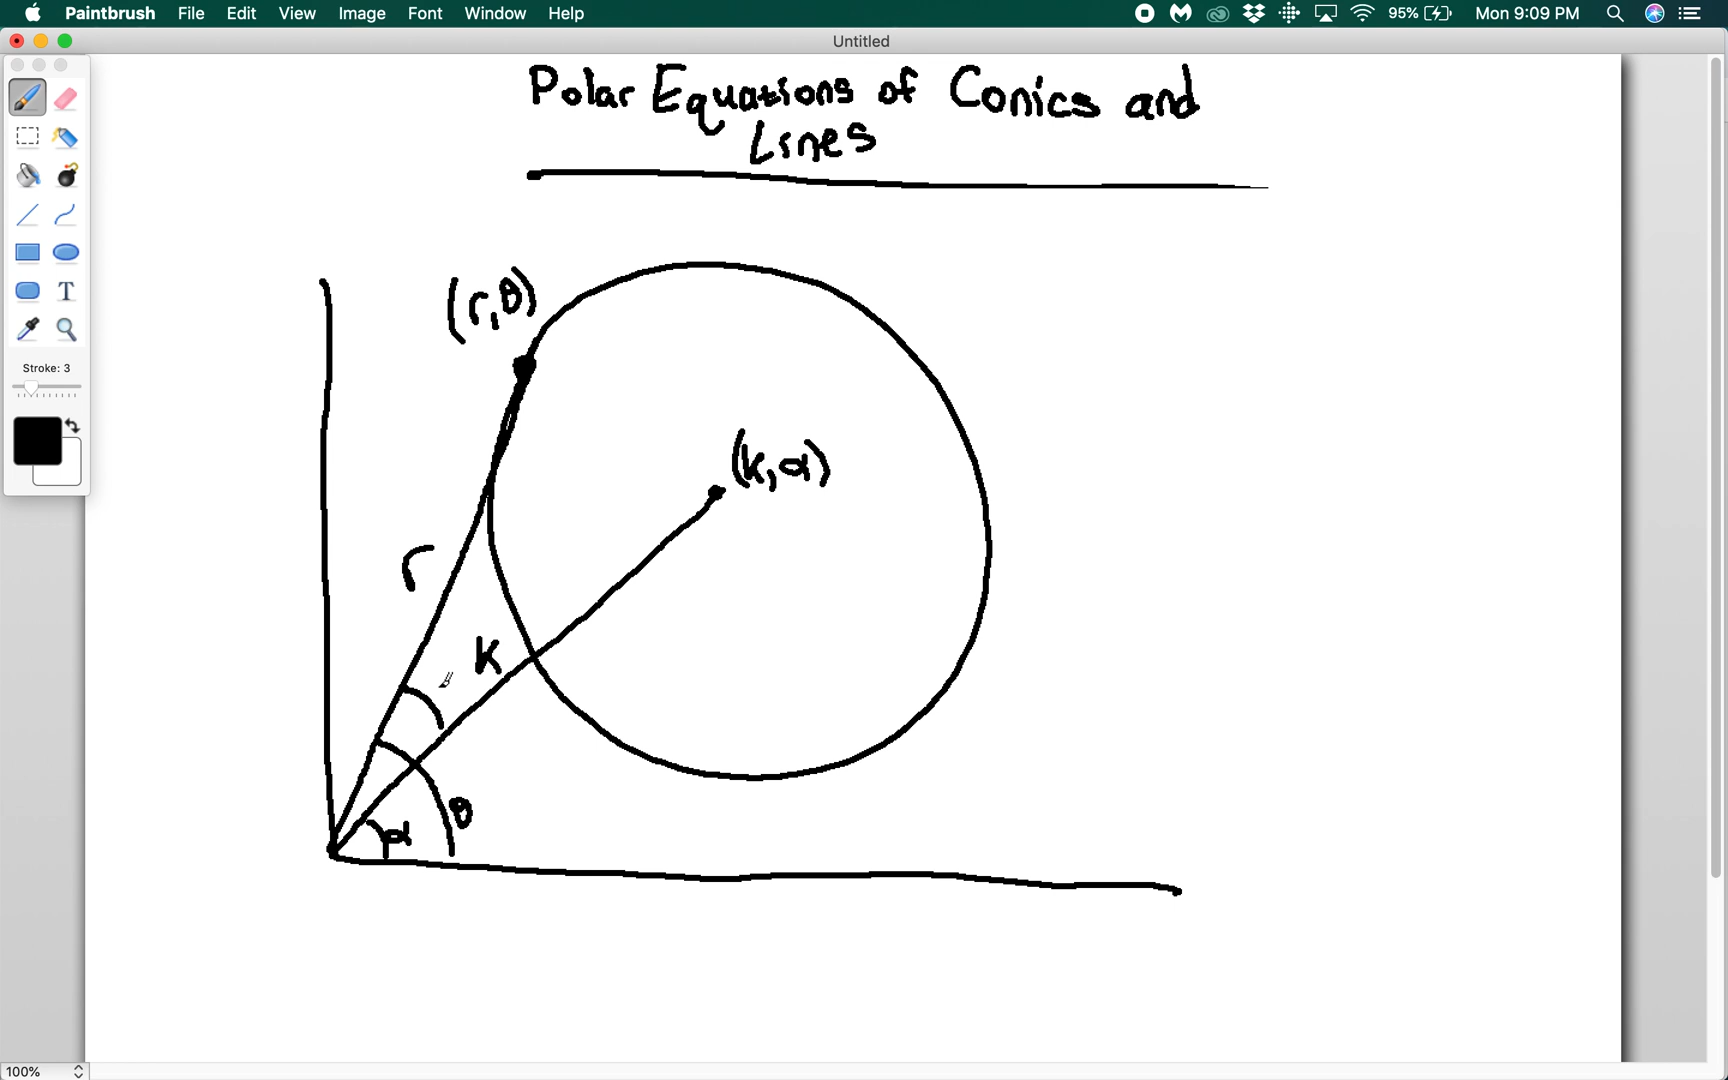 Paintbrush File Edit View Image Font Window Help 95% Mon 9:09 PM
Untitled
Polar Equations of Conics and
Lines
(r,θ)
T
Stroke: 3
(k,α)
r
k
θ
α
100%